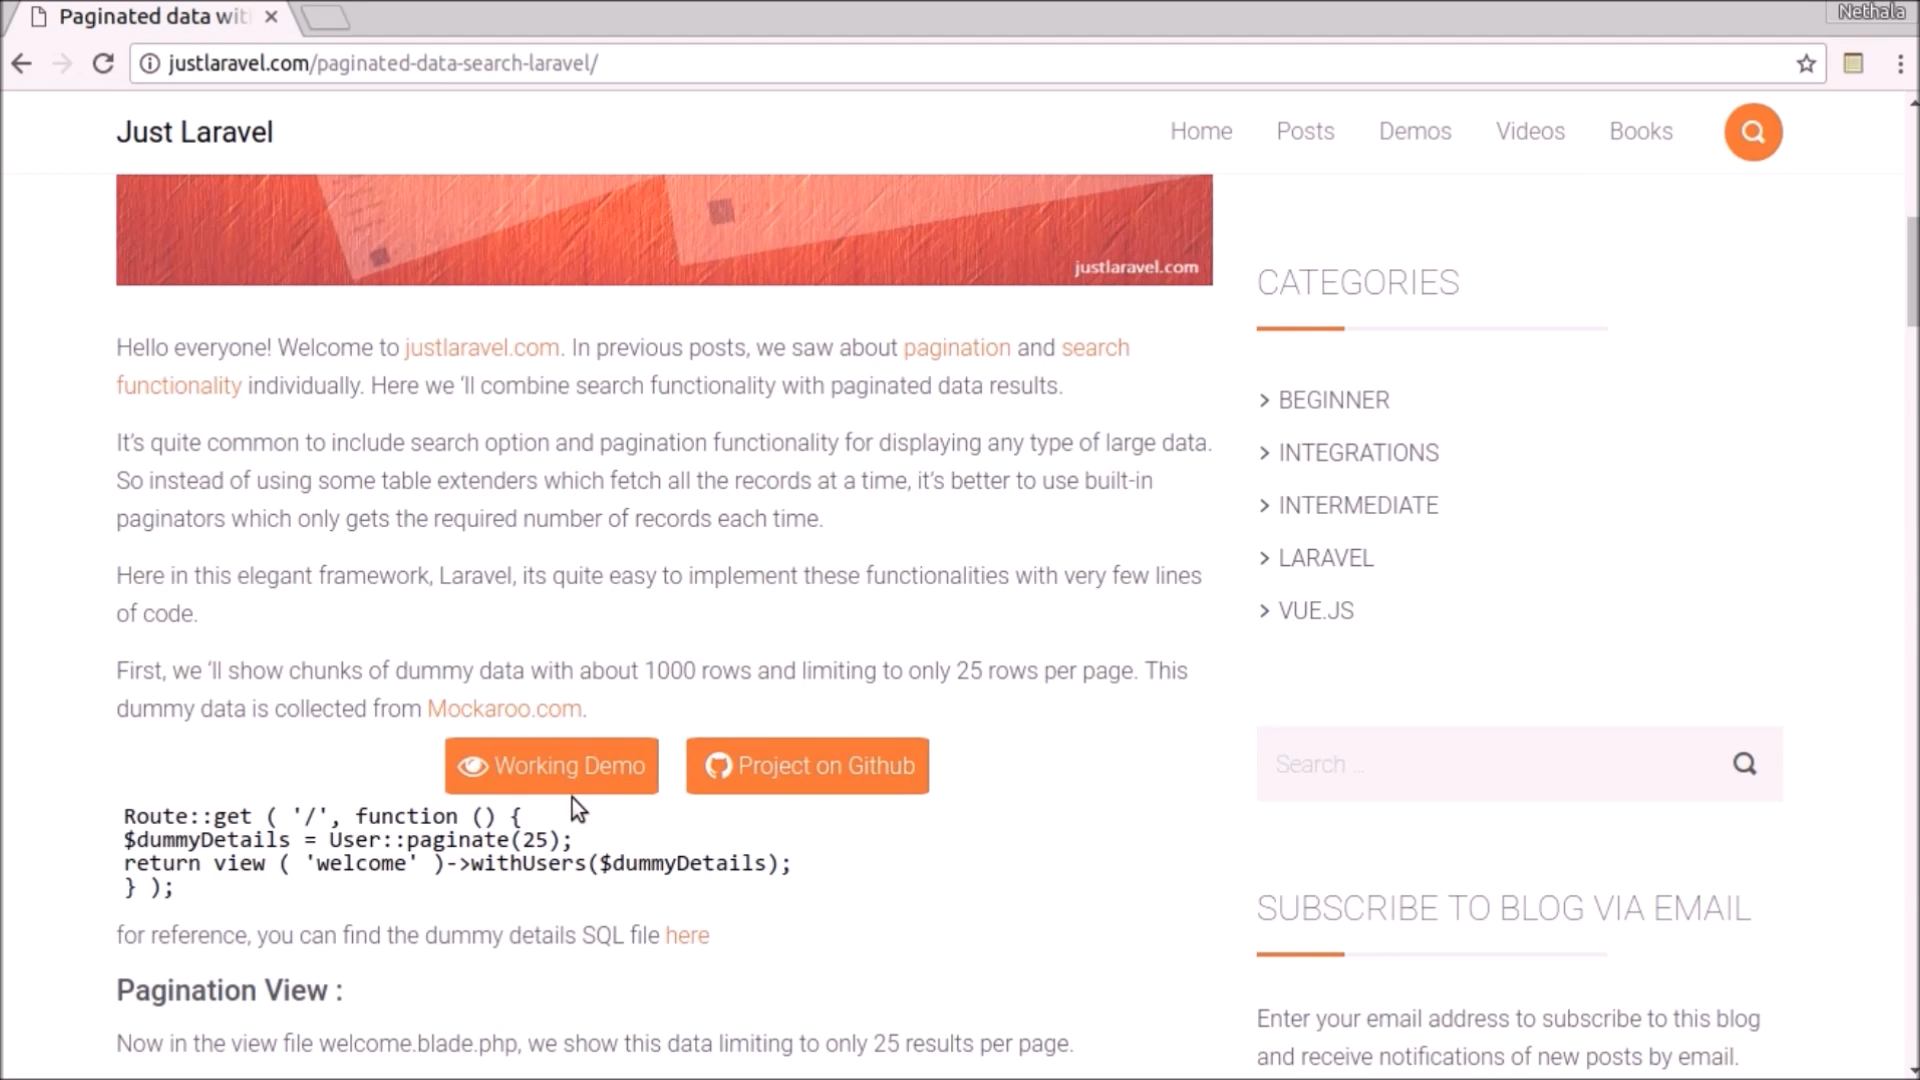 Paginated data wit
Nethala
justlaravel.com/paginated-data-search-laravel/
Just Laravel
Home
Posts
Demos
Videos
Books
justlaravel.com
Hello everyone! Welcome to justlaravel.com. In previous posts, we saw about pagination and search
functionality individually. Here we ‘ll combine search functionality with paginated data results.
It’s quite common to include search option and pagination functionality for displaying any type of large data.
So instead of using some table extenders which fetch all the records at a time, it’s better to use built-in
paginators which only gets the required number of records each time.
Here in this elegant framework, Laravel, its quite easy to implement these functionalities with very few lines
of code.
First, we ‘ll show chunks of dummy data with about 1000 rows and limiting to only 25 rows per page. This
dummy data is collected from Mockaroo.com.
Working Demo
Project on Github
Route::get ( '/', function () {
$dummyDetails = User::paginate(25);
return view ( 'welcome' )->withUsers($dummyDetails);
} );
for reference, you can find the dummy details SQL file here
Pagination View :
Now in the view file welcome.blade.php, we show this data limiting to only 25 results per page.
CATEGORIES
> BEGINNER
> INTEGRATIONS
> INTERMEDIATE
> LARAVEL
> VUE.JS
Search …
SUBSCRIBE TO BLOG VIA EMAIL
Enter your email address to subscribe to this blog
and receive notifications of new posts by email.